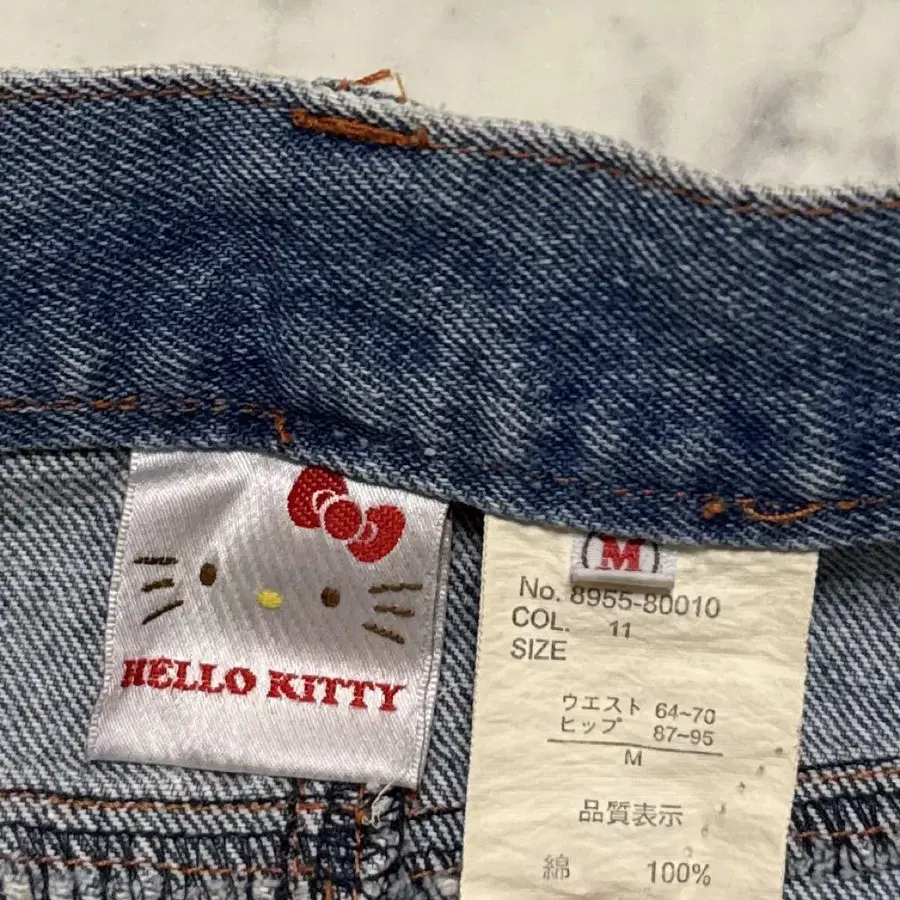 HELLO KITTY
M
No. 8955-80010
COL. 11
SIZE
ウエスト 64~70
ヒップ 87~95
M
品質表示
綿 100%